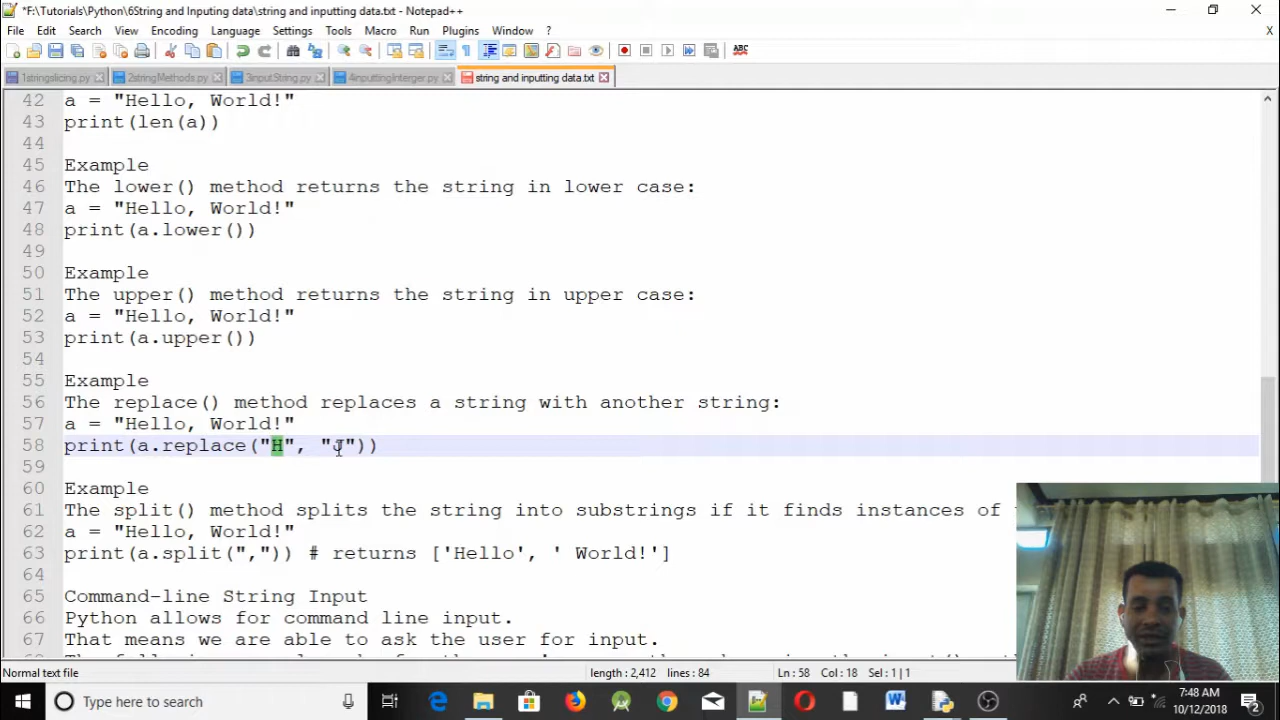 *F:\Tutorials\Python\6String and Inputing data\string and inputting data.txt - Notepad++
File Edit Search View Encoding Language Settings Tools Macro Run Plugins Window ? X
1stringslicing.py 2stringMethods.py 3inputString.py 4inputtingInterger.py string and inputting data.txt
42 a = "Hello, World!"
43 print(len(a))
44
45 Example
46 The lower() method returns the string in lower case:
47 a = "Hello, World!"
48 print(a.lower())
49
50 Example
51 The upper() method returns the string in upper case:
52 a = "Hello, World!"
53 print(a.upper())
54
55 Example
56 The replace() method replaces a string with another string:
57 a = "Hello, World!"
58 print(a.replace("H", "J"))
59
60 Example
61 The split() method splits the string into substrings if it finds instances of
62 a = "Hello, World!"
63 print(a.split(",")) # returns ['Hello', ' World!']
64
65 Command-line String Input
66 Python allows for command line input.
67 That means we are able to ask the user for input.
Normal text file length : 2,412 lines : 84 Ln : 58 Col : 18 Sel : 1 | 1
Type here to search
7:48 AM
10/12/2018